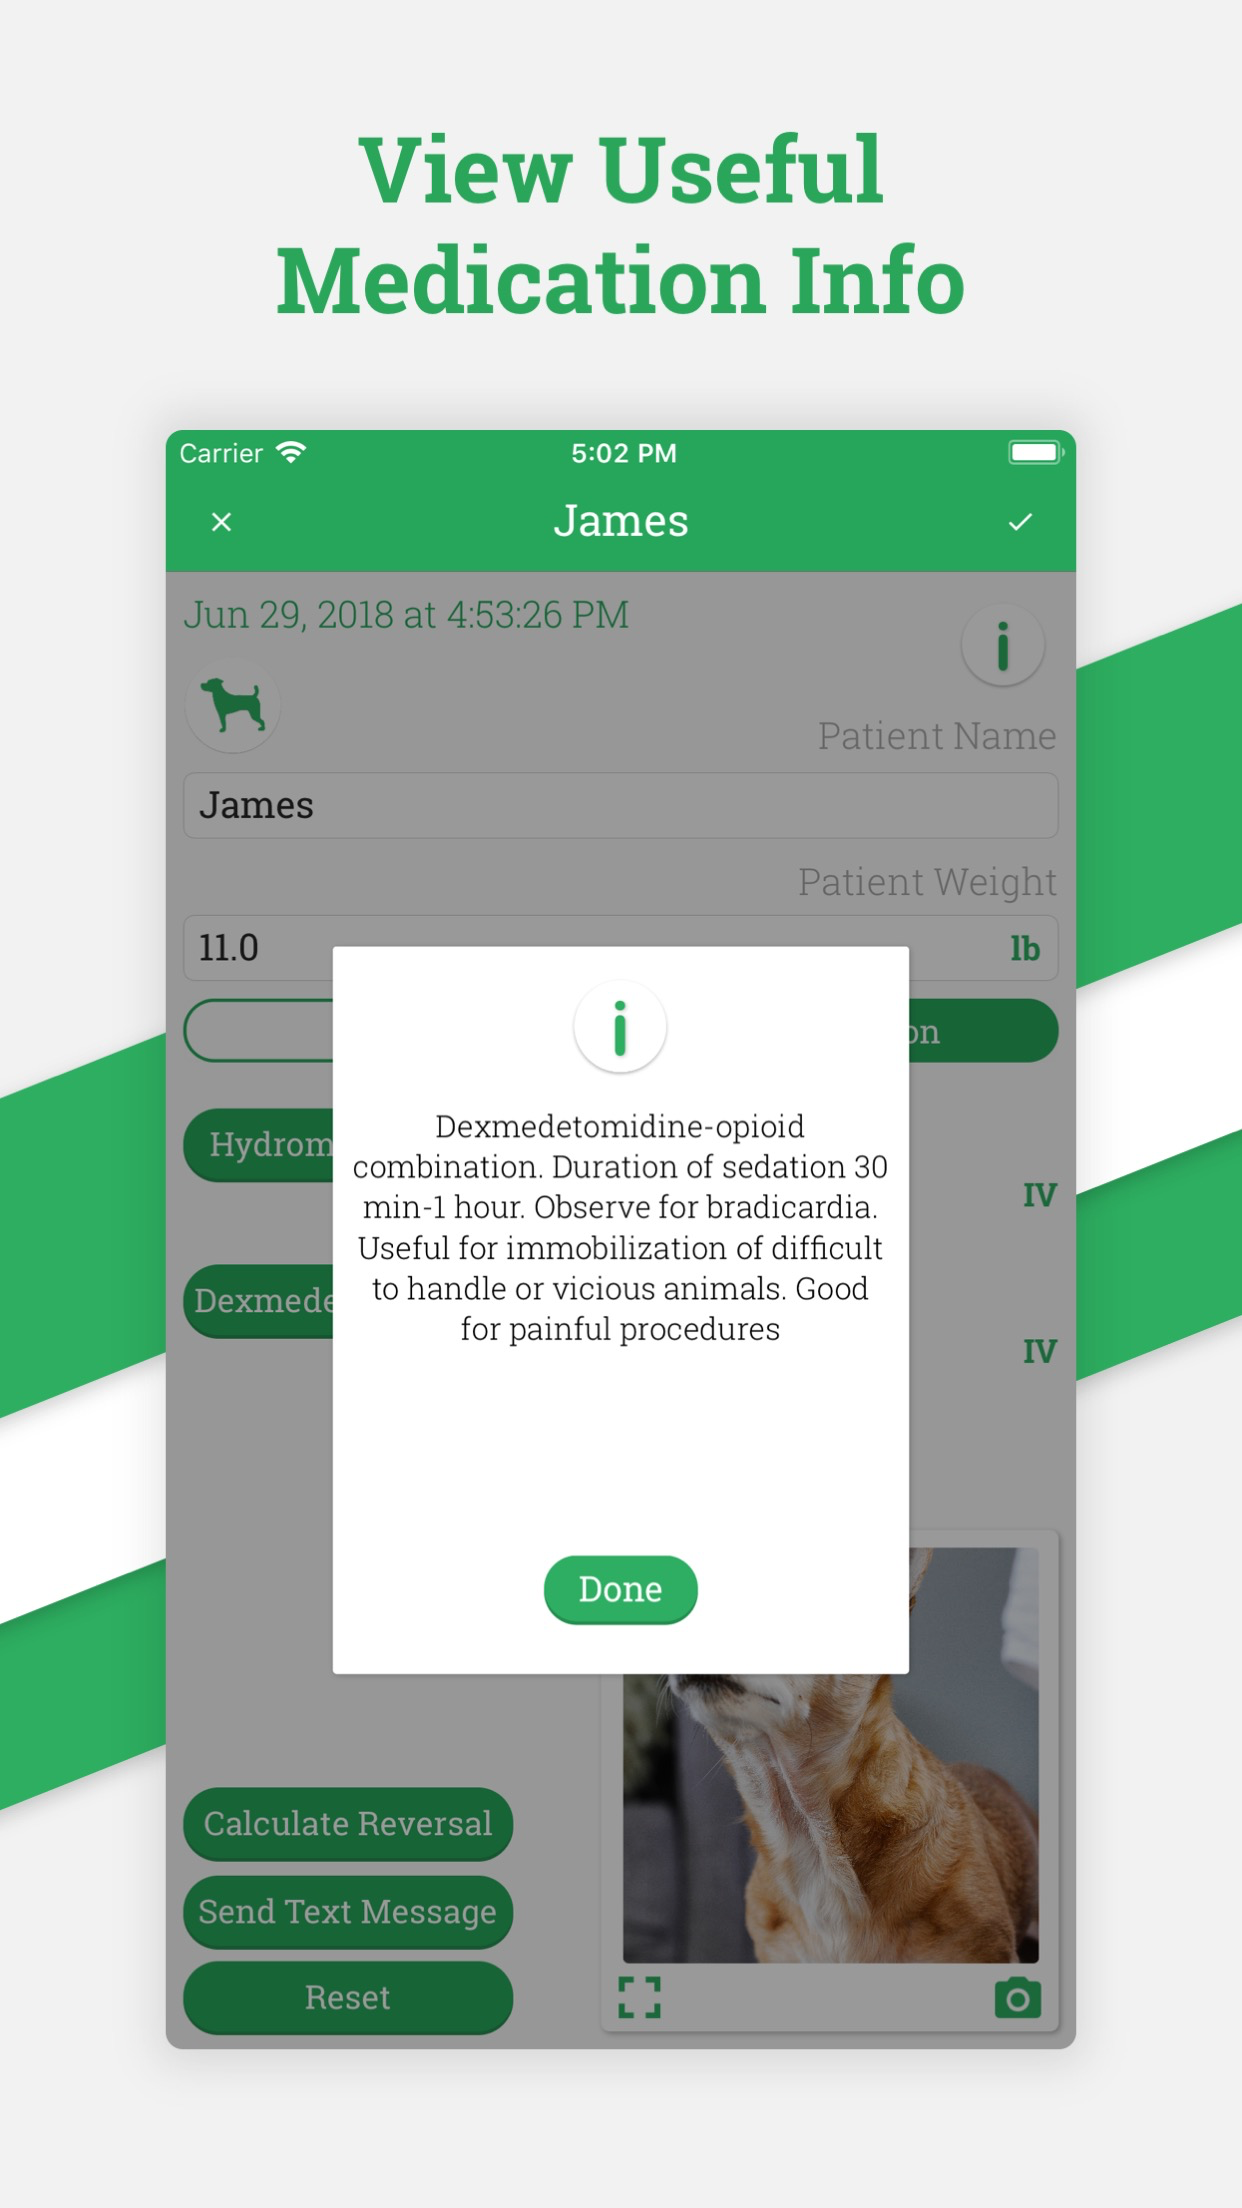 View Useful
Medication Info
Carrier
5:02 PM
James
Jun 29, 2018 at 4:53:26 PM
Patient Name
James
Patient Weight
11.0
lb
Dexmedetomidine-opioid
combination. Duration of sedation 30
min-1 hour. Observe for bradicardia.
Useful for immobilization of difficult
to handle or vicious animals. Good
for painful procedures
IV
IV
Done
Calculate Reversal
Send Text Message
Reset